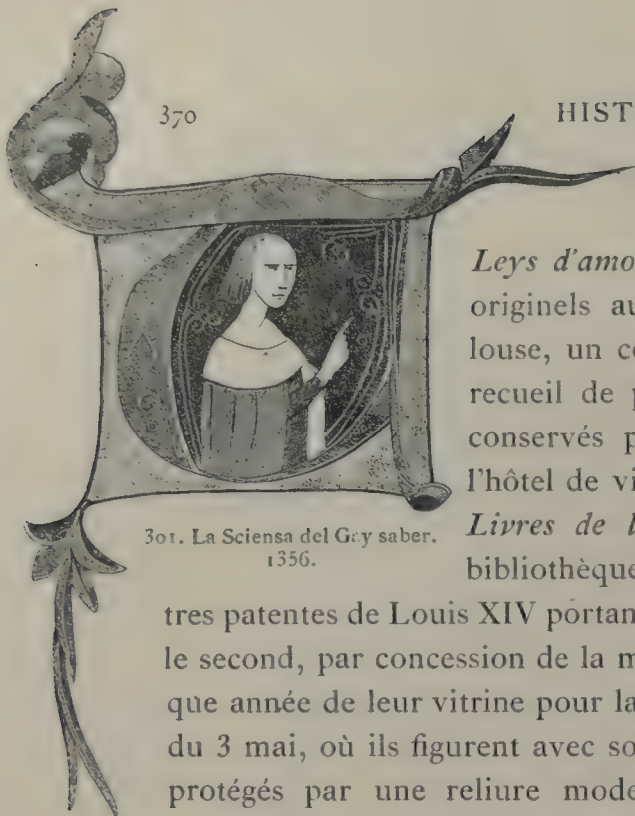 370
HIST
Leys d'amo
originels au
louse, un co
recueil de p
conservés p
l'hôtel de vi
301. La Sciensa del Gay saber.
1356.
Livres de l
bibliothèque
tres patentes de Louis XIV portan
le second, par concession de la m
que année de leur vitrine pour la
du 3 mai, où ils figurent avec so
protégés par une reliure mode